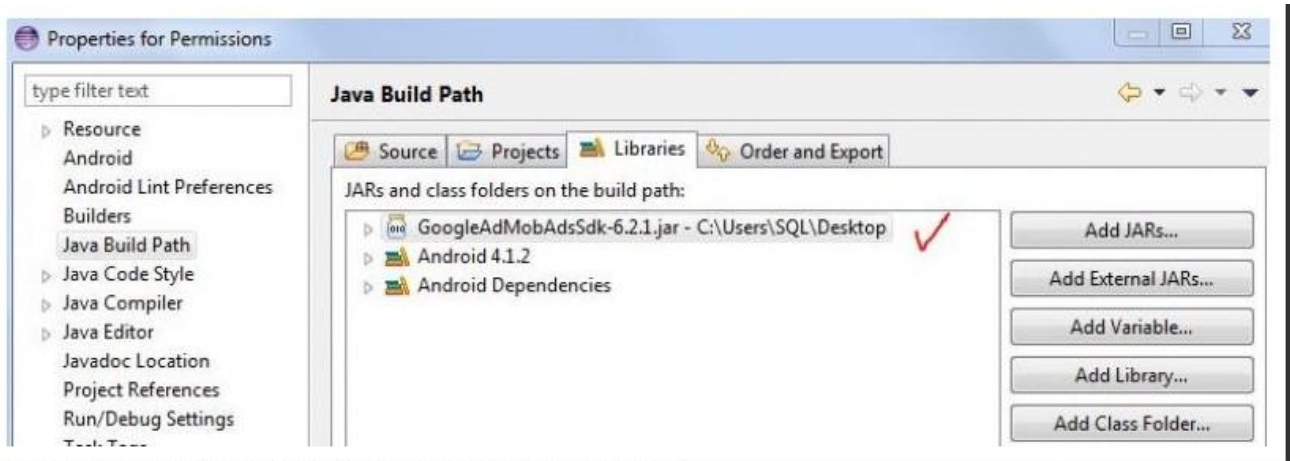 Properties for Permissions
type filter text
Resource
Android
Android Lint Preferences
Builders
Java Build Path
Java Code Style
Java Compiler
Java Editor
Javadoc Location
Project References
Run/Debug Settings
Task Tags
Java Build Path
Source Projects Libraries Order and Export
JARs and class folders on the build path:
GoogleAdMobAdsSdk-6.2.1.jar - C:\Users\SQL\Desktop
Android 4.1.2
Android Dependencies
Add JARs...
Add External JARs...
Add Variable...
Add Library...
Add Class Folder...